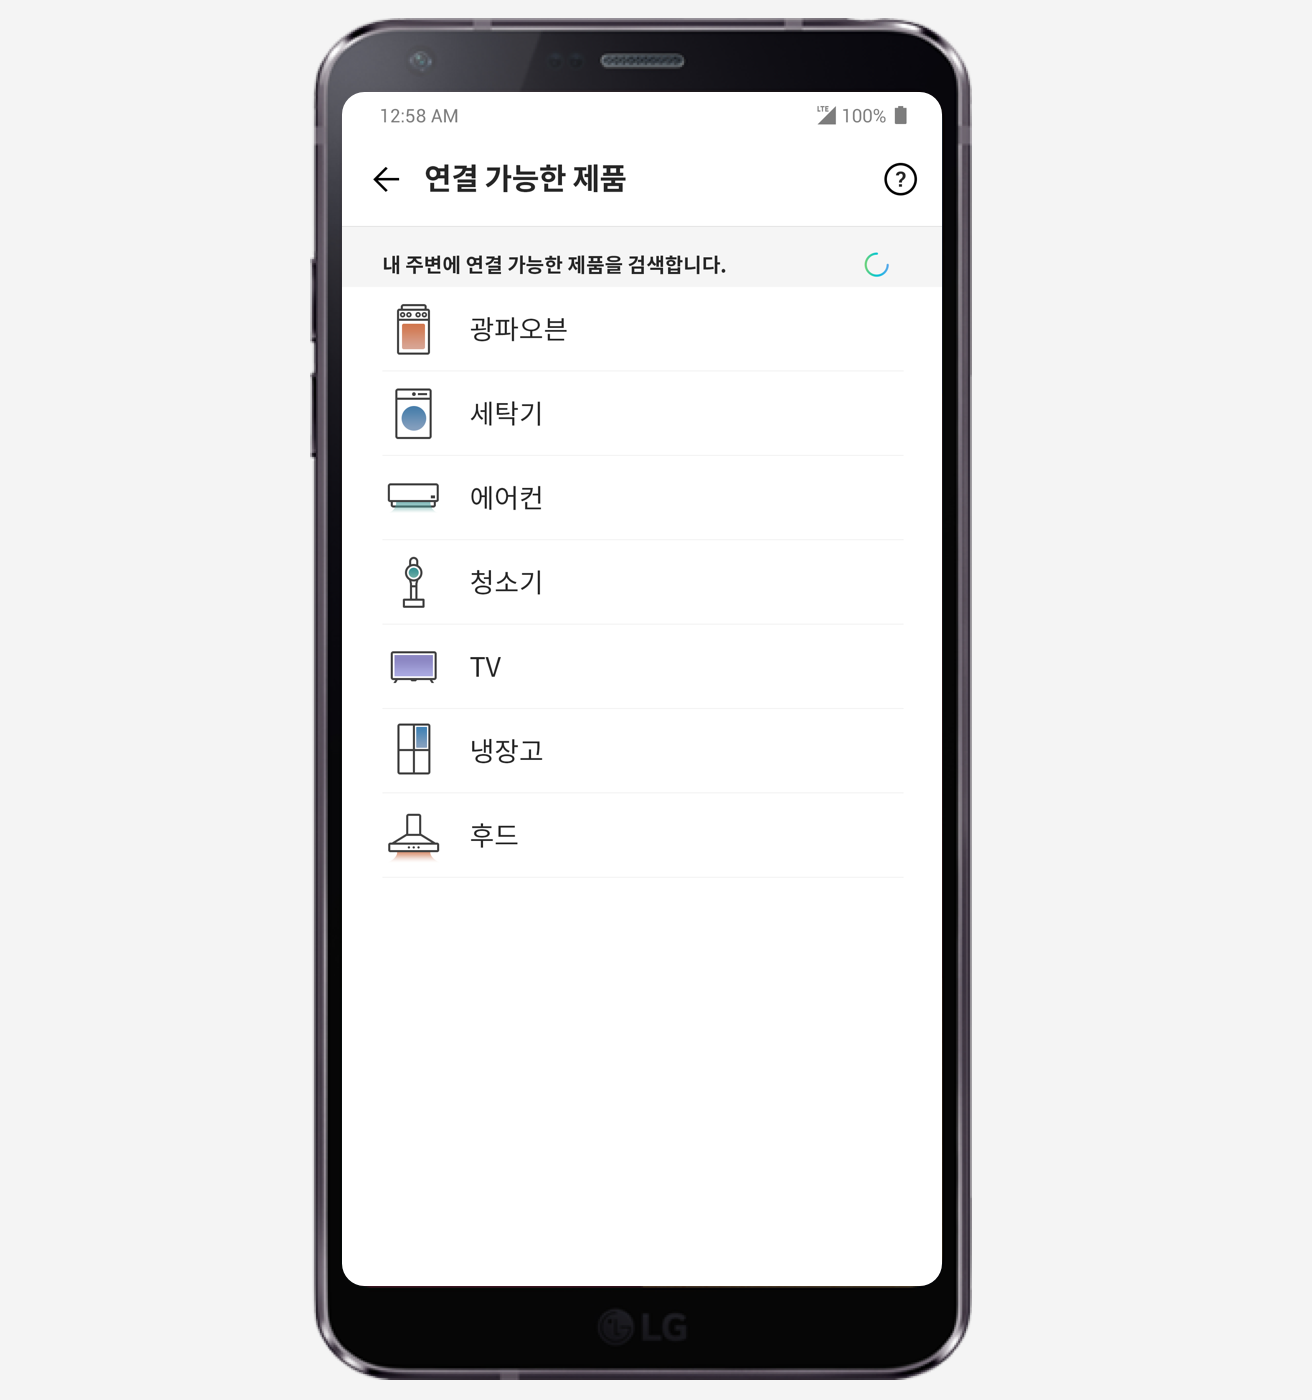 12:58 AM LTE 100%
연결 가능한 제품 ?
내 주변에 연결 가능한 제품을 검색합니다.
광파오븐
세탁기
에어컨
청소기
TV
냉장고
후드
LG